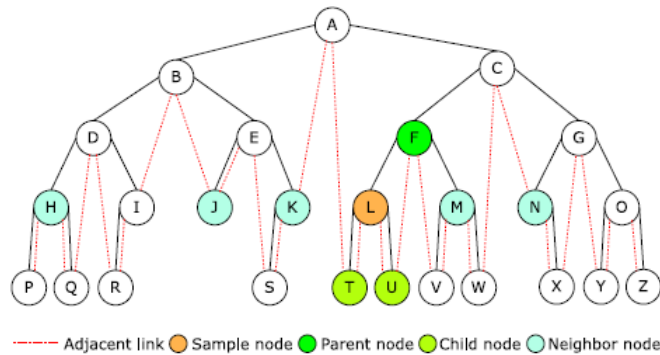 A
B
C
D
E
F
G
H
I
J
K
L
M
N
O
P
Q
R
S
T
U
V
W
X
Y
Z
Adjacent link
Sample node
Parent node
Child node
Neighbor node